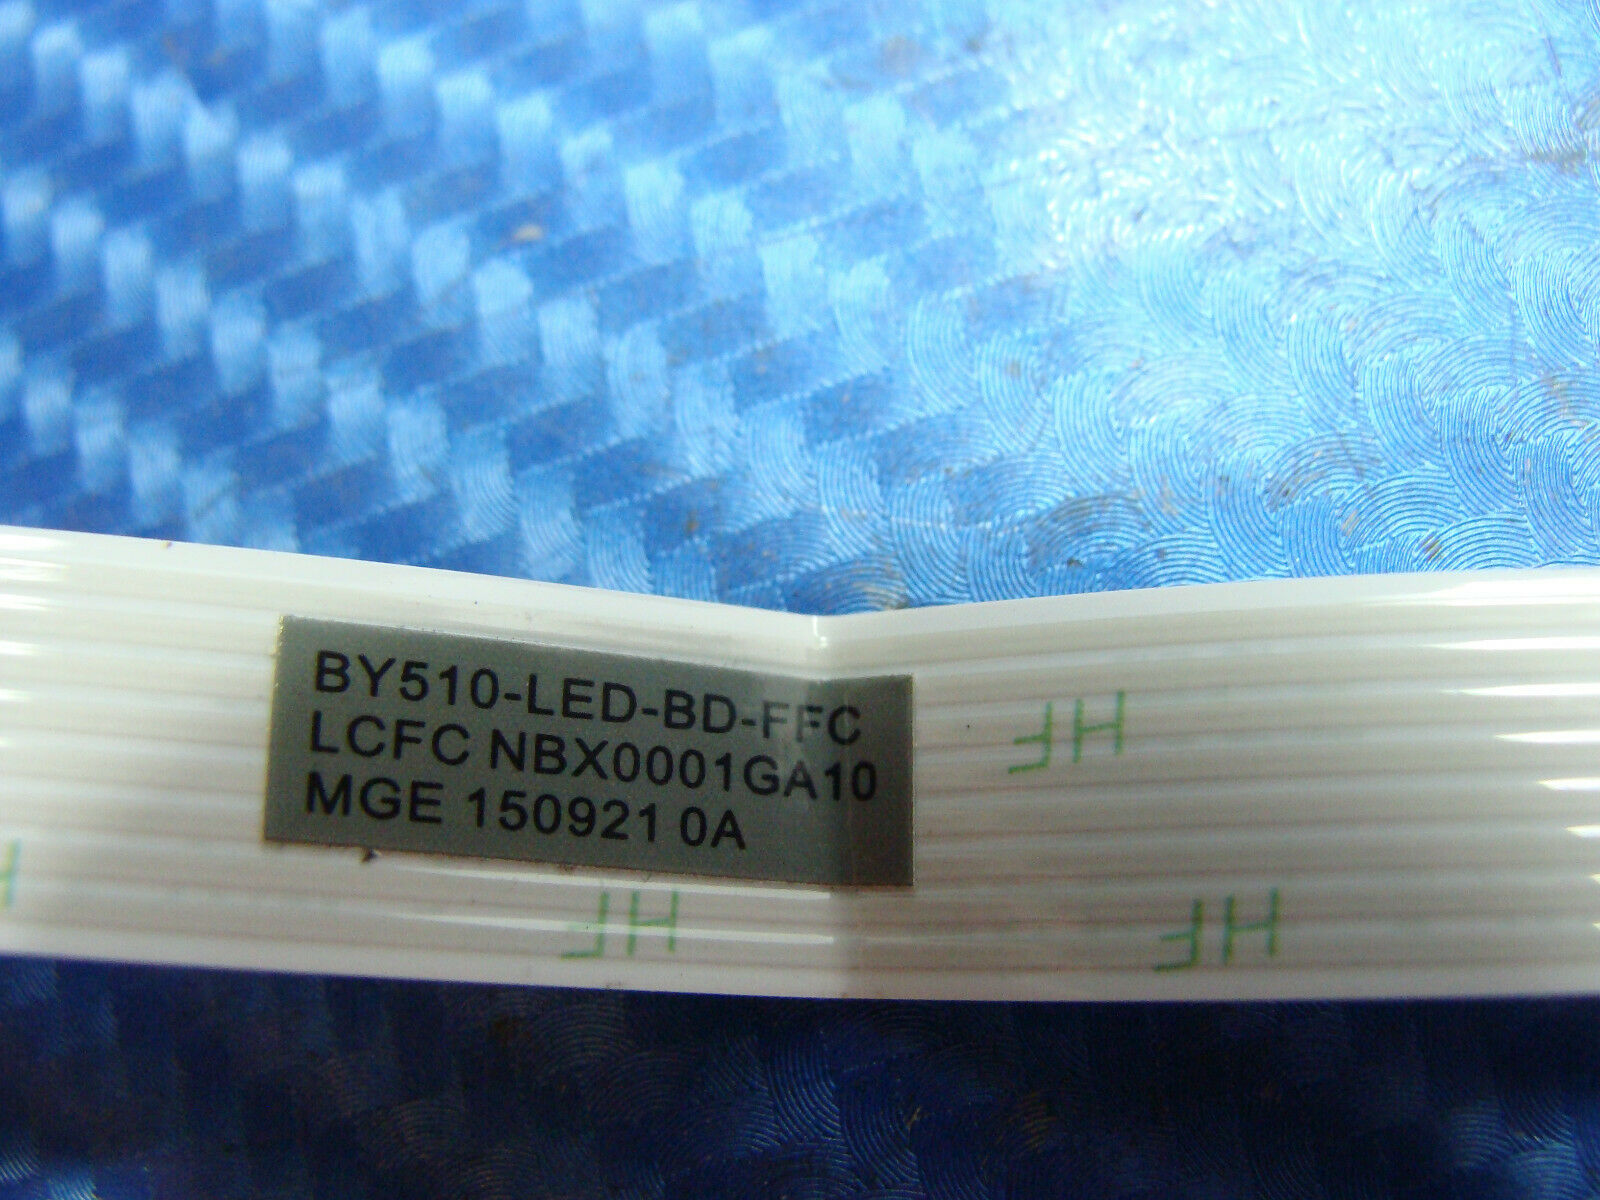 BY510-LED-BD-FFC
LCFC NBX0001GA10
MGE 150921 0A
HF
HF
HF